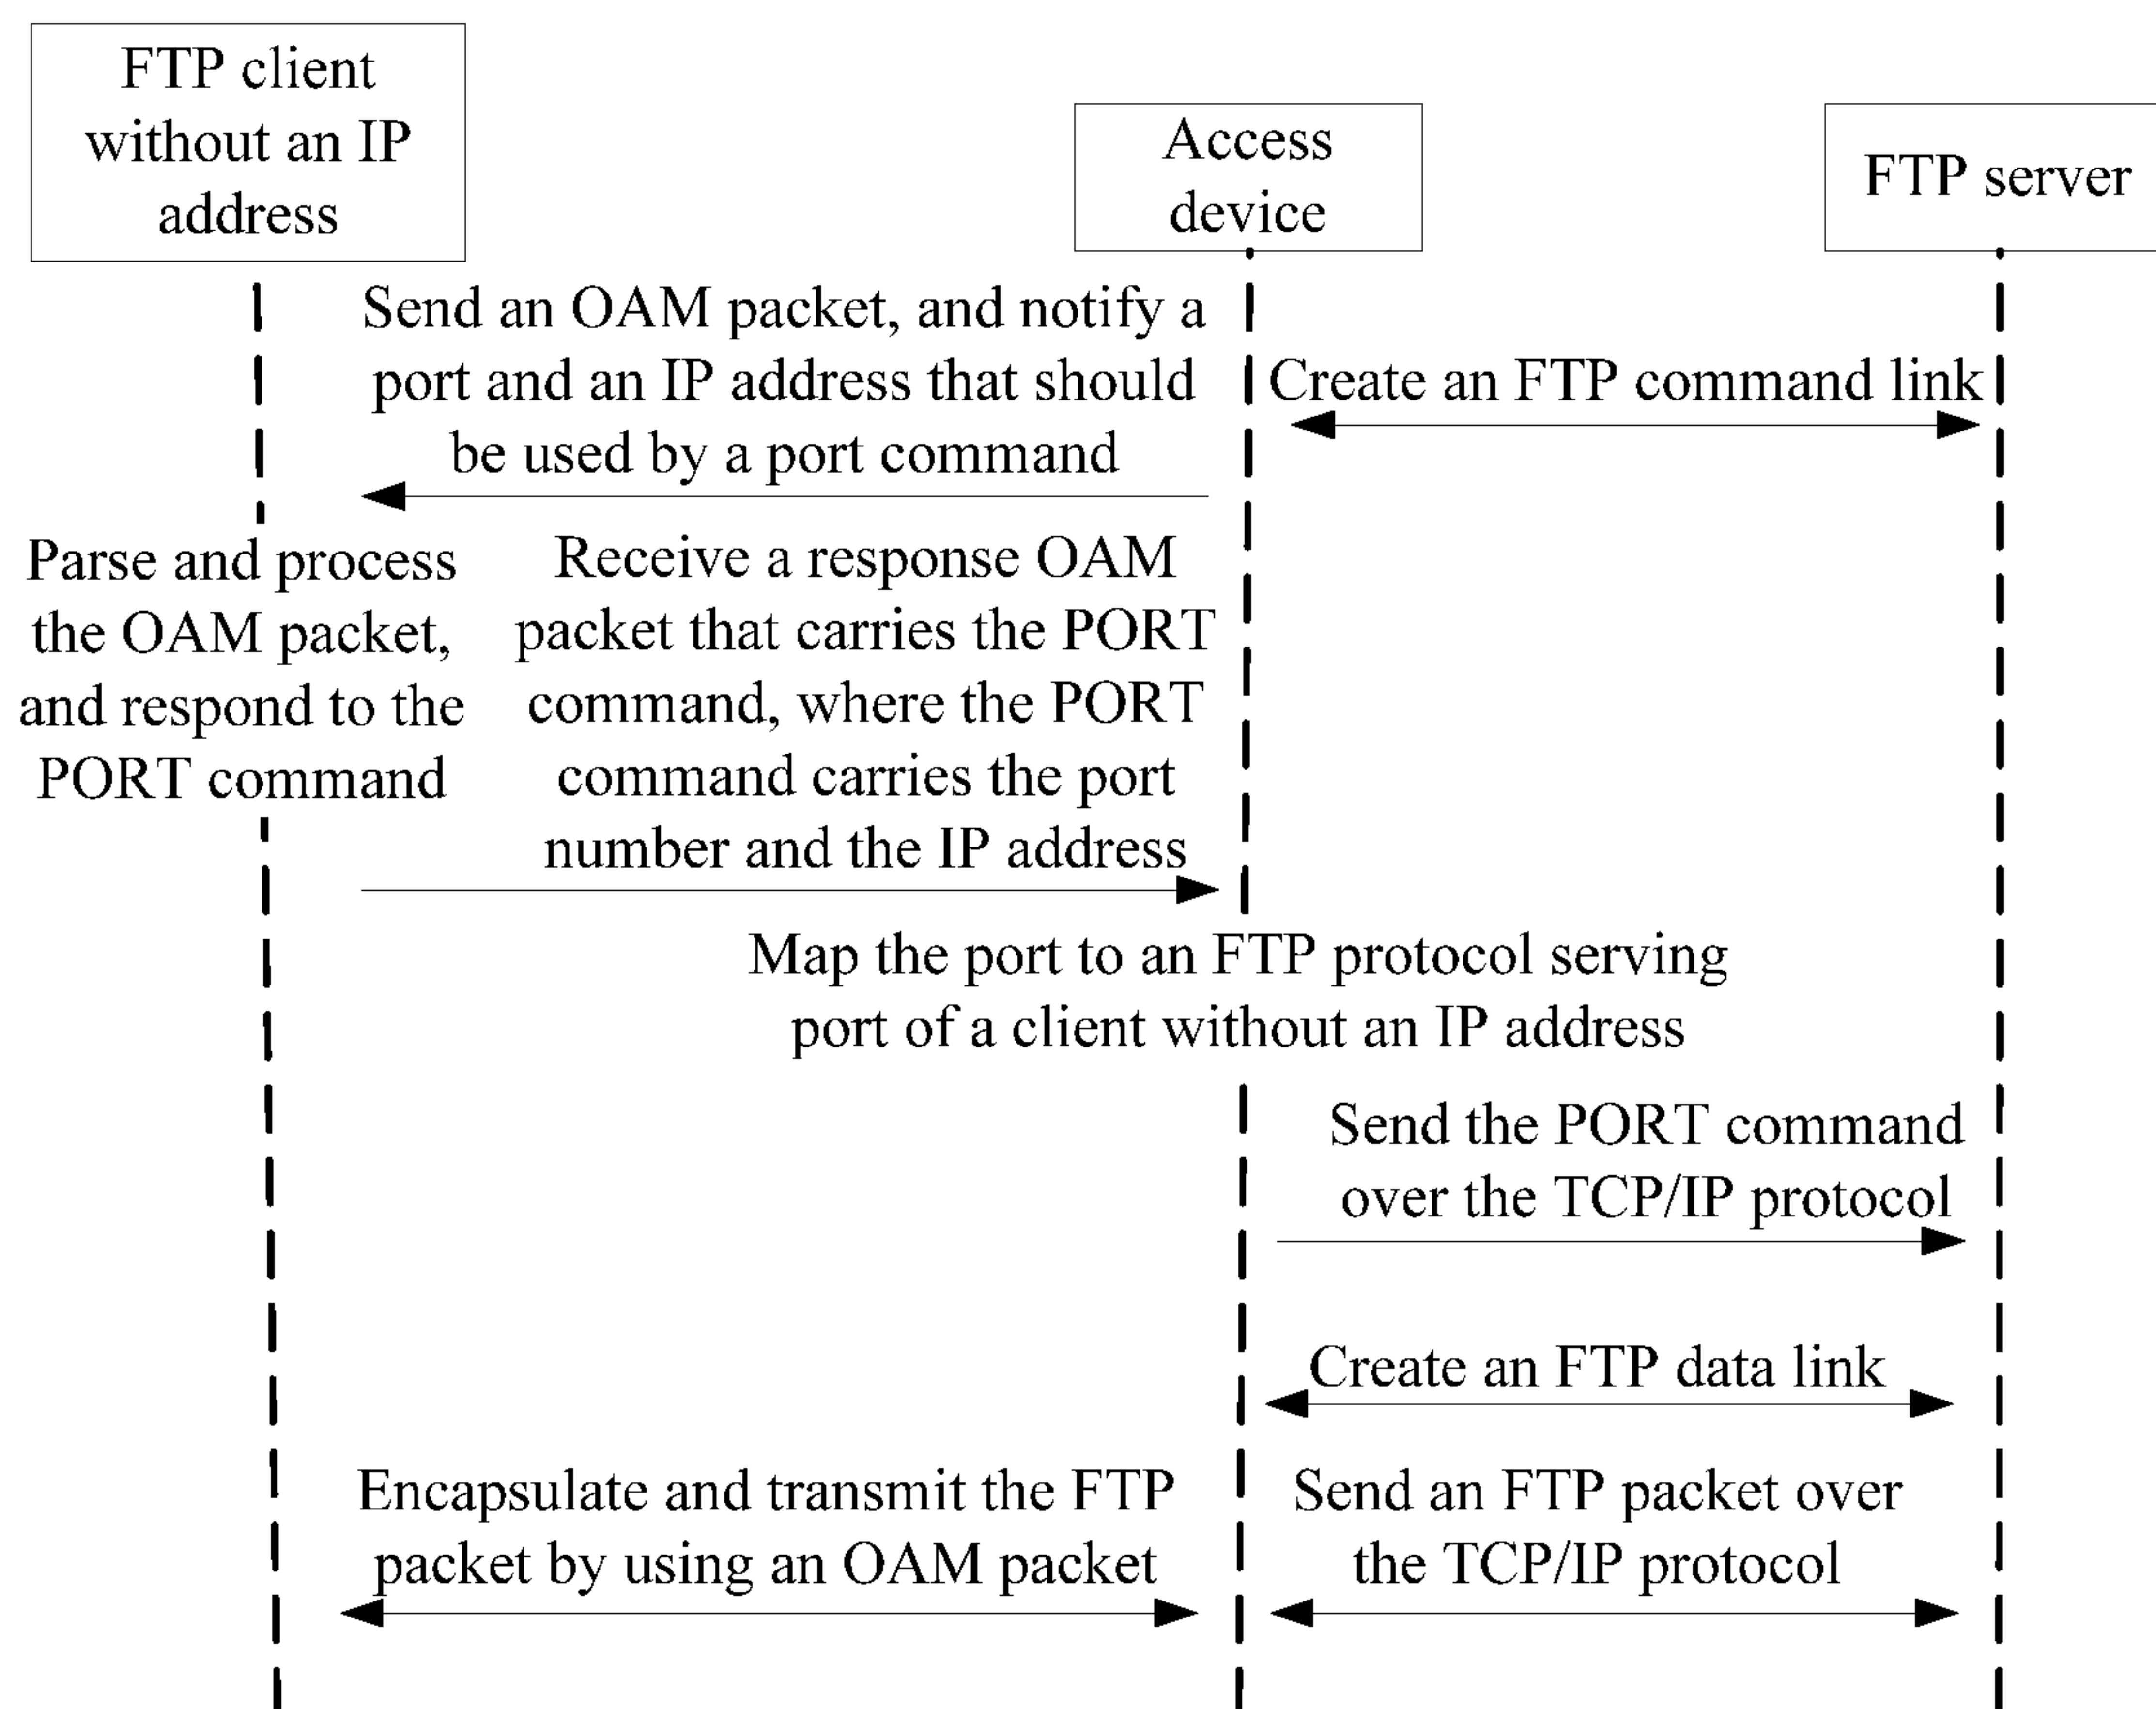 FTP client
without an IP
address
Access
device
FTP server
Send an OAM packet, and notify a
port and an IP address that should
be used by a port command
Create an FTP command link
Parse and process
the OAM packet,
and respond to the
PORT command
Receive a response OAM
packet that carries the PORT
command, where the PORT
command carries the port
number and the IP address
Map the port to an FTP protocol serving
port of a client without an IP address
Send the PORT command
over the TCP/IP protocol
Create an FTP data link
Encapsulate and transmit the FTP
packet by using an OAM packet
Send an FTP packet over
the TCP/IP protocol